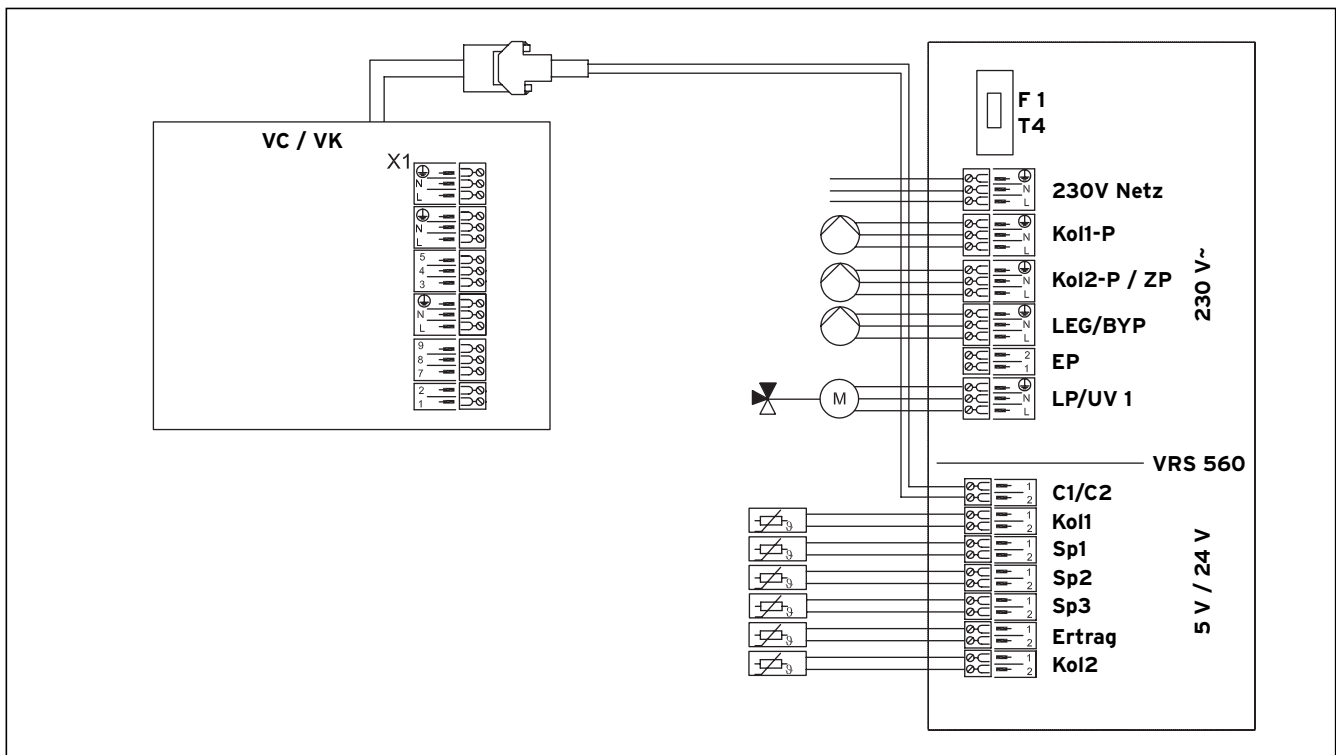 VC / VK
X1
⏚
N
L
⏚
N
L
5
4
3
⏚
N
L
9
8
7
2
1
F 1
T4
⏚
N
L
230V Netz
⏚
N
L
Kol1-P
⏚
N
L
Kol2-P / ZP
⏚
N
L
LEG/BYP
2
1
EP
M
⏚
N
L
LP/UV 1
230 V~
VRS 560
1
2
C1/C2
ϑ
1
2
Kol1
ϑ
1
2
Sp1
ϑ
1
2
Sp2
ϑ
1
2
Sp3
ϑ
1
2
Ertrag
ϑ
1
2
Kol2
5 V / 24 V